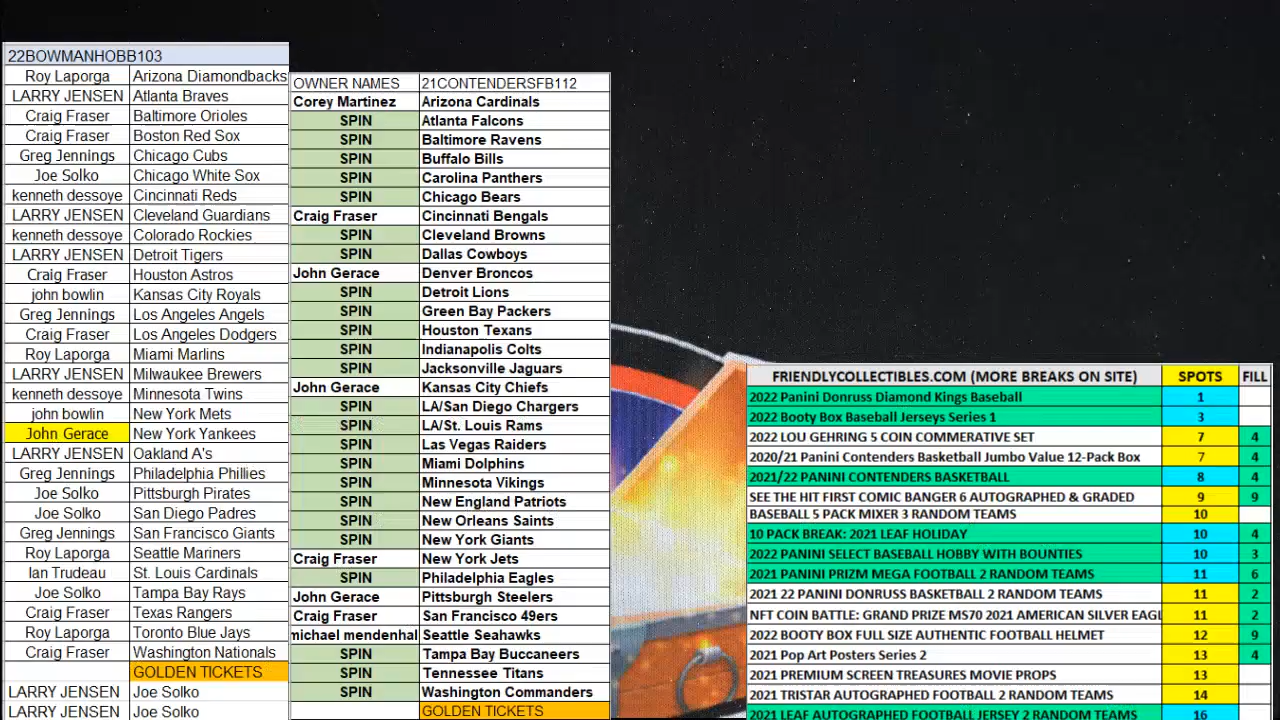 22BOWMANHOBB103
Roy Laporga Arizona Diamondbacks
LARRY JENSEN Atlanta Braves
Craig Fraser Baltimore Orioles
Craig Fraser Boston Red Sox
Greg Jennings Chicago Cubs
Joe Solko Chicago White Sox
kenneth dessoye Cincinnati Reds
LARRY JENSEN Cleveland Guardians
kenneth dessoye Colorado Rockies
LARRY JENSEN Detroit Tigers
Craig Fraser Houston Astros
john bowlin Kansas City Royals
Greg Jennings Los Angeles Angels
Craig Fraser Los Angeles Dodgers
Roy Laporga Miami Marlins
LARRY JENSEN Milwaukee Brewers
kenneth dessoye Minnesota Twins
john bowlin New York Mets
John Gerace New York Yankees
LARRY JENSEN Oakland A's
Greg Jennings Philadelphia Phillies
Joe Solko Pittsburgh Pirates
Joe Solko San Diego Padres
Greg Jennings San Francisco Giants
Roy Laporga Seattle Mariners
Ian Trudeau St. Louis Cardinals
Joe Solko Tampa Bay Rays
Craig Fraser Texas Rangers
Roy Laporga Toronto Blue Jays
Craig Fraser Washington Nationals
GOLDEN TICKETS
LARRY JENSEN Joe Solko
LARRY JENSEN Joe Solko
OWNER NAMES 21CONTENDERSFB112
Corey Martinez Arizona Cardinals
SPIN Atlanta Falcons
SPIN Baltimore Ravens
SPIN Buffalo Bills
SPIN Carolina Panthers
SPIN Chicago Bears
Craig Fraser Cincinnati Bengals
SPIN Cleveland Browns
SPIN Dallas Cowboys
John Gerace Denver Broncos
SPIN Detroit Lions
SPIN Green Bay Packers
SPIN Houston Texans
SPIN Indianapolis Colts
SPIN Jacksonville Jaguars
John Gerace Kansas City Chiefs
SPIN LA/San Diego Chargers
SPIN LA/St. Louis Rams
SPIN Las Vegas Raiders
SPIN Miami Dolphins
SPIN Minnesota Vikings
SPIN New England Patriots
SPIN New Orleans Saints
SPIN New York Giants
Craig Fraser New York Jets
SPIN Philadelphia Eagles
John Gerace Pittsburgh Steelers
Craig Fraser San Francisco 49ers
michael mendenhal Seattle Seahawks
SPIN Tampa Bay Buccaneers
SPIN Tennessee Titans
SPIN Washington Commanders
GOLDEN TICKETS
FRIENDLYCOLLECTIBLES.COM (MORE BREAKS ON SITE) SPOTS FILL
2022 Panini Donruss Diamond Kings Baseball 1
2022 Booty Box Baseball Jerseys Series 1 3
2022 LOU GEHRING 5 COIN COMMERATIVE SET 7 4
2020/21 Panini Contenders Basketball Jumbo Value 12-Pack Box 7 4
2021/22 PANINI CONTENDERS BASKETBALL 8 4
SEE THE HIT FIRST COMIC BANGER 6 AUTOGRAPHED & GRADED 9 9
BASEBALL 5 PACK MIXER 3 RANDOM TEAMS 10
10 PACK BREAK: 2021 LEAF HOLIDAY 10 4
2022 PANINI SELECT BASEBALL HOBBY WITH BOUNTIES 10 3
2021 PANINI PRIZM MEGA FOOTBALL 2 RANDOM TEAMS 11 6
2021 22 PANINI DONRUSS BASKETBALL 2 RANDOM TEAMS 11 2
NFT COIN BATTLE: GRAND PRIZE MS70 2021 AMERICAN SILVER EAGL 11 2
2022 BOOTY BOX FULL SIZE AUTHENTIC FOOTBALL HELMET 12 9
2021 Pop Art Posters Series 2 13 4
2021 PREMIUM SCREEN TREASURES MOVIE PROPS 13
2021 TRISTAR AUTOGRAPHED FOOTBALL 2 RANDOM TEAMS 14
2021 LEAF AUTOGRAPHED FOOTBALL JERSEY 2 RANDOM TEAMS 16